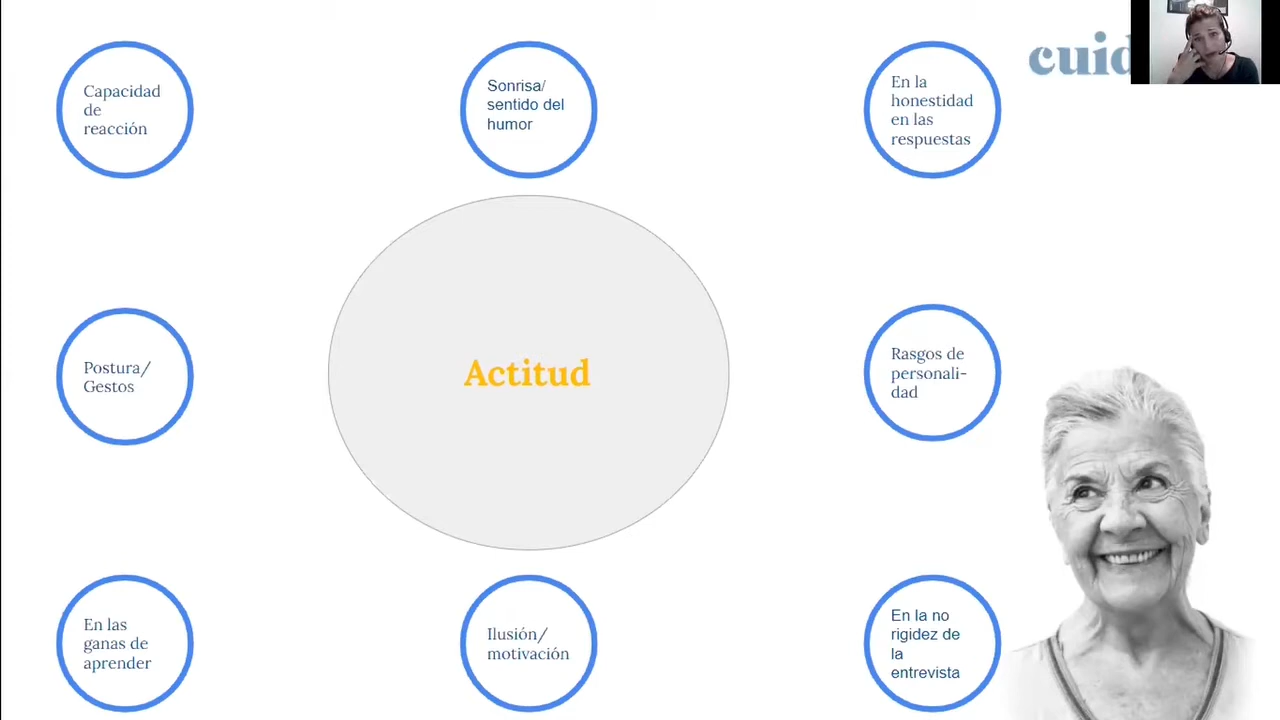 Capacidad
de
reacción
Sonrisa/
sentido del
humor
En la
honestidad
en las
respuestas
cuid
Postura/
Gestos
Actitud
Rasgos de
personali-
dad
En las
ganas de
aprender
Ilusión/
motivación
En la no
rigidez de
la
entrevista